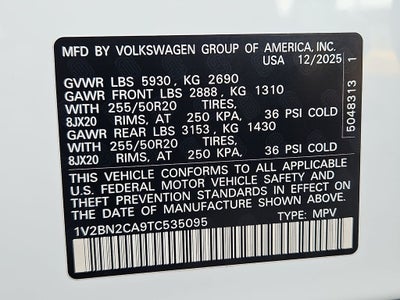 MFD BY VOLKSWAGEN GROUP OF AMERICA, INC.
USA 12/2025
GVWR LBS 5930 , KG 2690
GAWR FRONT LBS 2888 , KG 1310
WITH 255/50R20 TIRES,
8JX20 RIMS, AT 250 KPA, 36 PSI COLD
GAWR REAR LBS 3153 , KG 1430
WITH 255/50R20 TIRES,
8JX20 RIMS, AT 250 KPA, 36 PSI COLD
THIS VEHICLE CONFORMS TO ALL APPLICABLE
U.S. FEDERAL MOTOR VEHICLE SAFETY AND
THEFT PREVENTION STANDARDS IN EFFECT ON THE
DATE OF MANUFACTURE SHOWN ABOVE.
1V2BN2CA9TC535095 TYPE: MPV
5048313 1